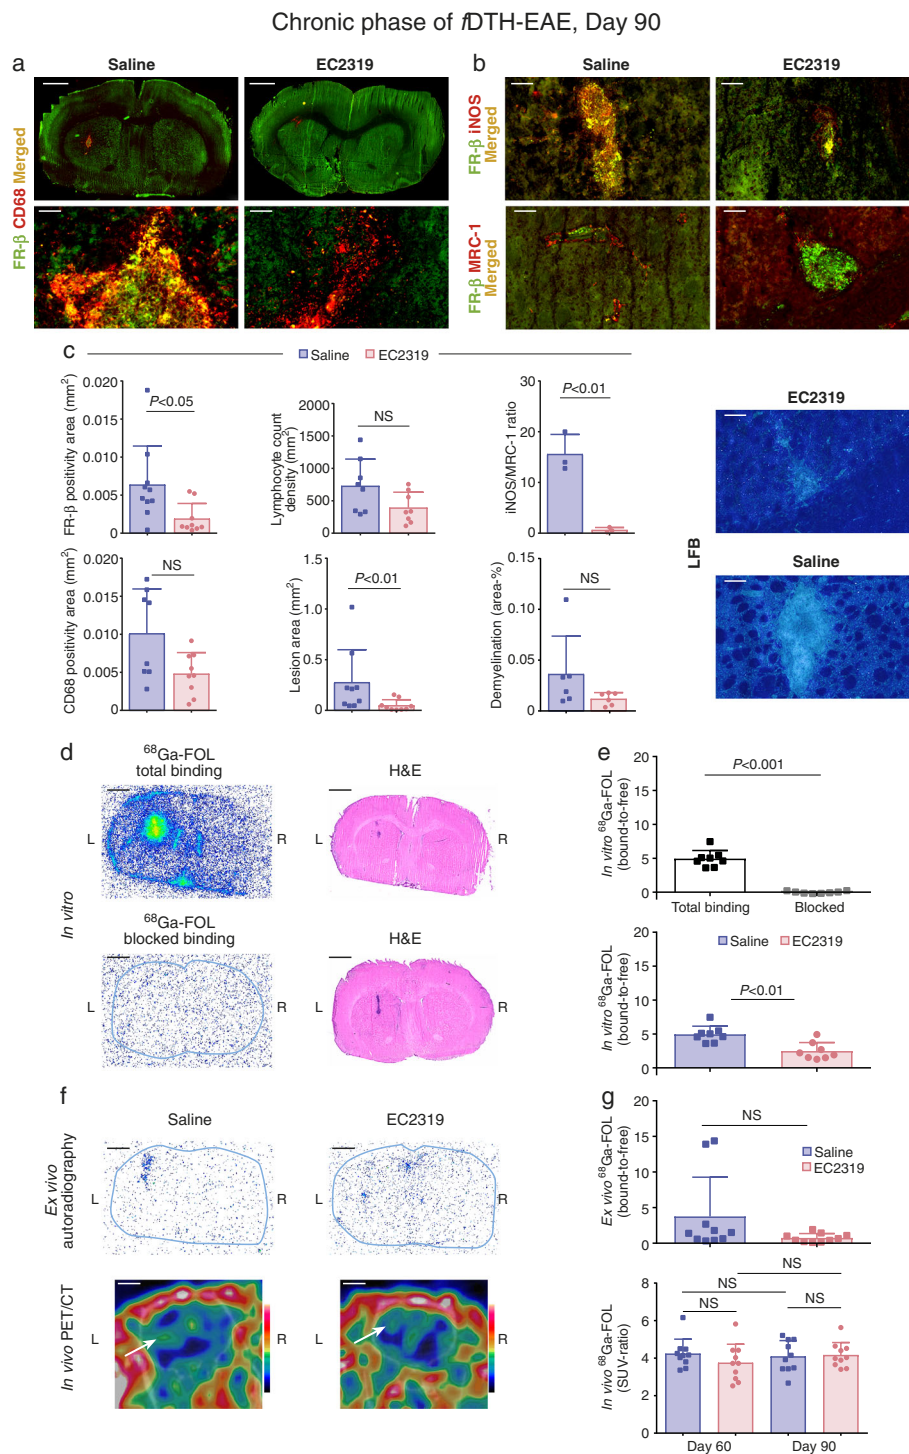 Chronic phase of fDTH-EAE, Day 90
a
Saline
EC2319
FR-β CD68 Merged
b
Saline
EC2319
FR-β iNOS
Merged
FR-β MRC-1
Merged
c
Saline
EC2319
FR-β positivity area (mm²)
0.020
0.015
0.010
0.005
0
P<0.05
Lymphocyte count
density (mm²)
2000
1500
1000
500
0
NS
iNOS/MRC-1 ratio
30
20
10
0
P<0.01
CD68 positivity area (mm²)
0.020
0.015
0.010
0.005
0
NS
Lesion area (mm²)
1.5
1.0
0.5
0
P<0.01
Demyelination (area-%)
0.15
0.10
0.05
0
NS
LFB
EC2319
Saline
d
In vitro
⁶⁸Ga-FOL
total binding
H&E
L
R
⁶⁸Ga-FOL
blocked binding
H&E
L
R
e
In vitro ⁶⁸Ga-FOL
(bound-to-free)
20
15
10
5
0
P<0.001
Total binding
Blocked
Saline
EC2319
In vitro ⁶⁸Ga-FOL
(bound-to-free)
20
15
10
5
0
P<0.01
f
Saline
EC2319
Ex vivo
autoradiography
L
R
L
R
In vivo PET/CT
L
R
L
R
g
Ex vivo ⁶⁸Ga-FOL
(bound-to-free)
20
15
10
5
0
NS
Saline
EC2319
In vivo ⁶⁸Ga-FOL
(SUV-ratio)
8
6
4
2
0
NS
NS
NS
NS
Day 60
Day 90